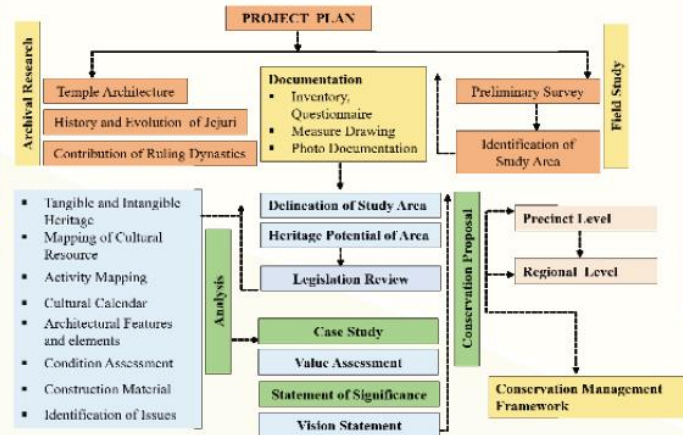 PROJECT PLAN
Archival Research
Temple Architecture
History and Evolution of Jejuri
Contribution of Ruling Dynastics
Documentation
▪ Inventory,
Questionnaire
▪ Measure Drawing
▪ Photo Documentation
Preliminary Survey
Identification of
Study Area
Field Study
▪ Tangible and Intangible
Heritage
▪ Mapping of Cultural
Resource
▪ Activity Mapping
▪ Cultural Calendar
▪ Architectural Features
and elements
▪ Condition Assessment
▪ Construction Material
▪ Identification of Issues
Analysis
Delineation of Study Area
Heritage Potential of Area
Legislation Review
Case Study
Value Assessment
Statement of Significance
Vision Statement
Conservation Proposal
Precinct Level
Regional Level
Conservation Management
Framework